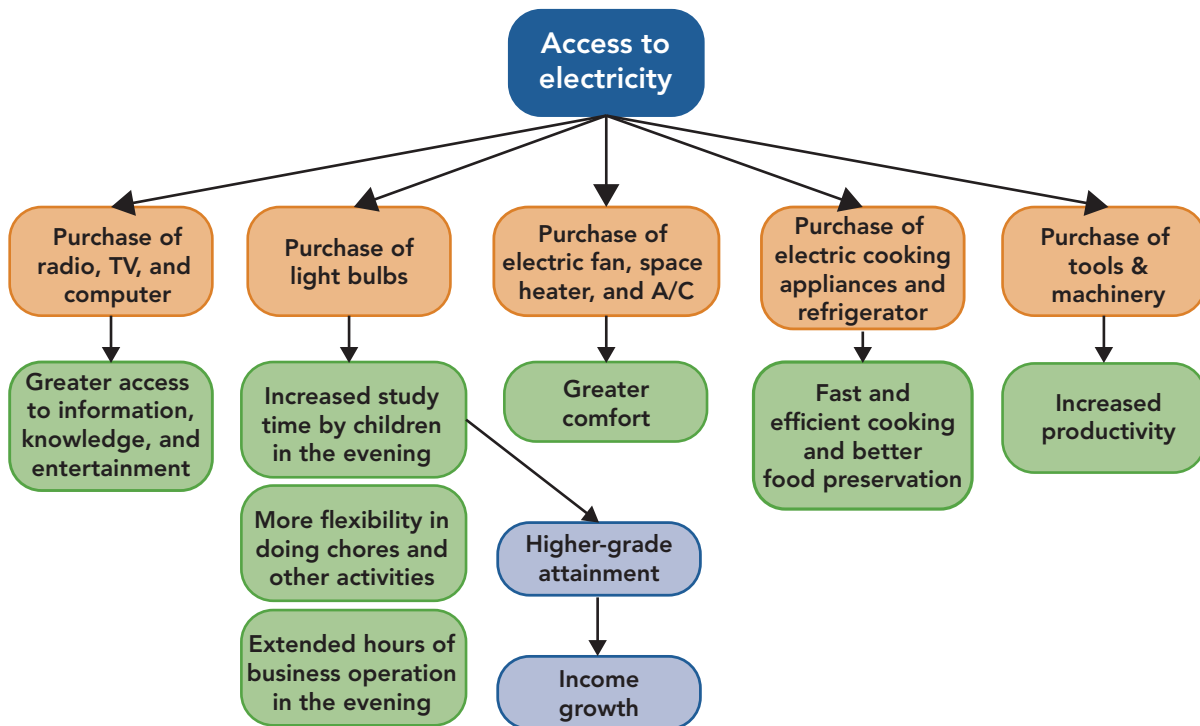 Access to
electricity
Purchase of
radio, TV, and
computer
Purchase of
light bulbs
Purchase of
electric fan, space
heater, and A/C
Purchase of
electric cooking
appliances and
refrigerator
Purchase of
tools &
machinery
Greater access
to information,
knowledge, and
entertainment
Increased study
time by children
in the evening
Greater
comfort
Fast and
efficient cooking
and better
food preservation
Increased
productivity
More flexibility in
doing chores and
other activities
Higher-grade
attainment
Extended hours of
business operation
in the evening
Income
growth